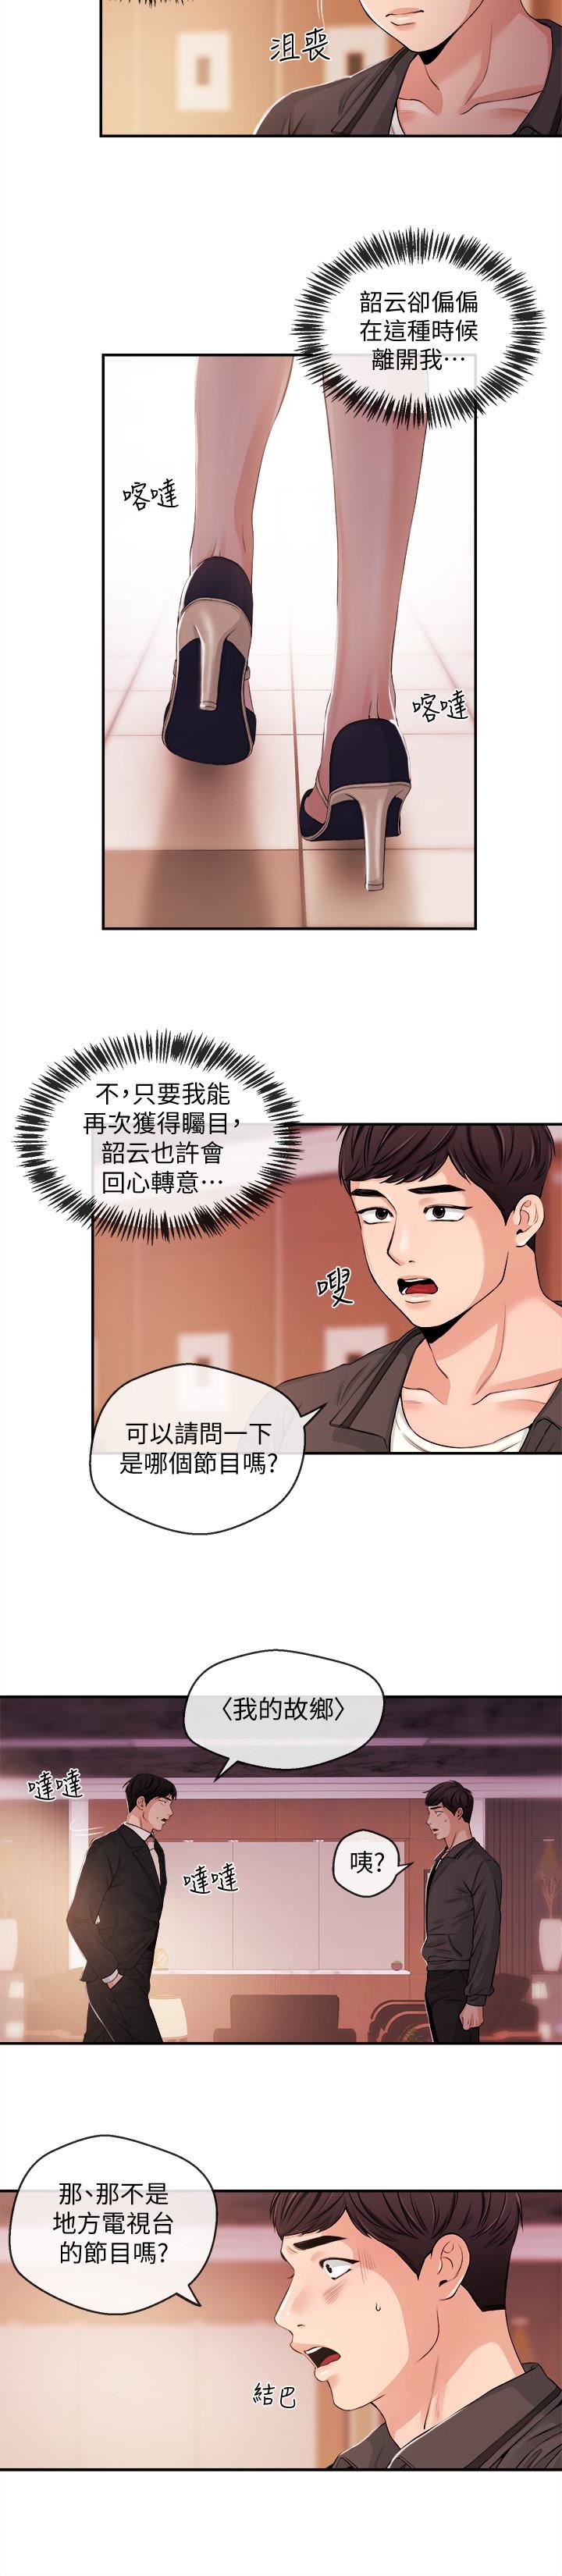 沮喪
韶云卻偏偏
在這種時候
離開我…
喀噠
喀噠
不，只要我能
再次獲得矚目，
韶云也許會
回心轉意…
嗖
可以請問一下
是哪個節目嗎?
〈我的故鄉〉
噠噠
噠噠
咦?
那、那不是
地方電視台
的節目嗎?
結巴